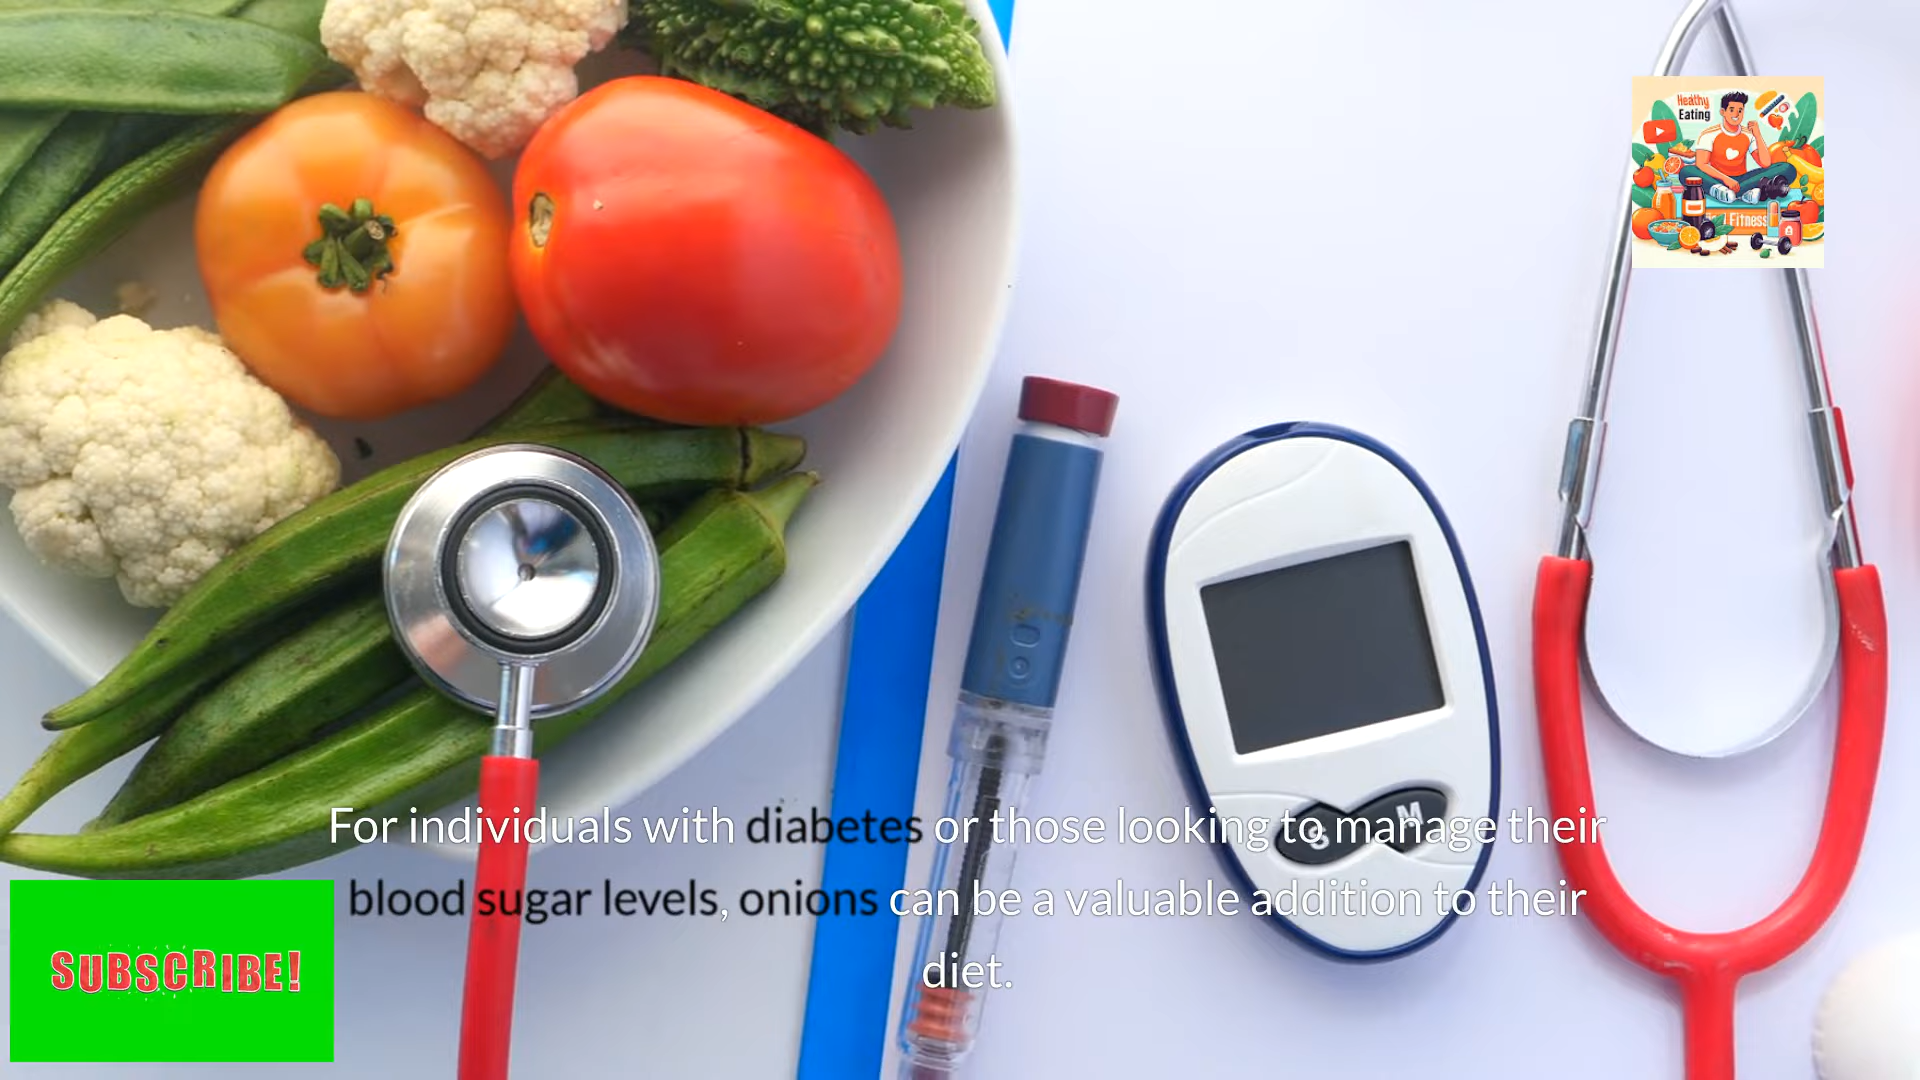 Healthy
Eating
Fitness
M
S
For individuals with diabetes or those looking to manage their
blood sugar levels, onions can be a valuable addition to their
diet.
SUBSCRIBE!